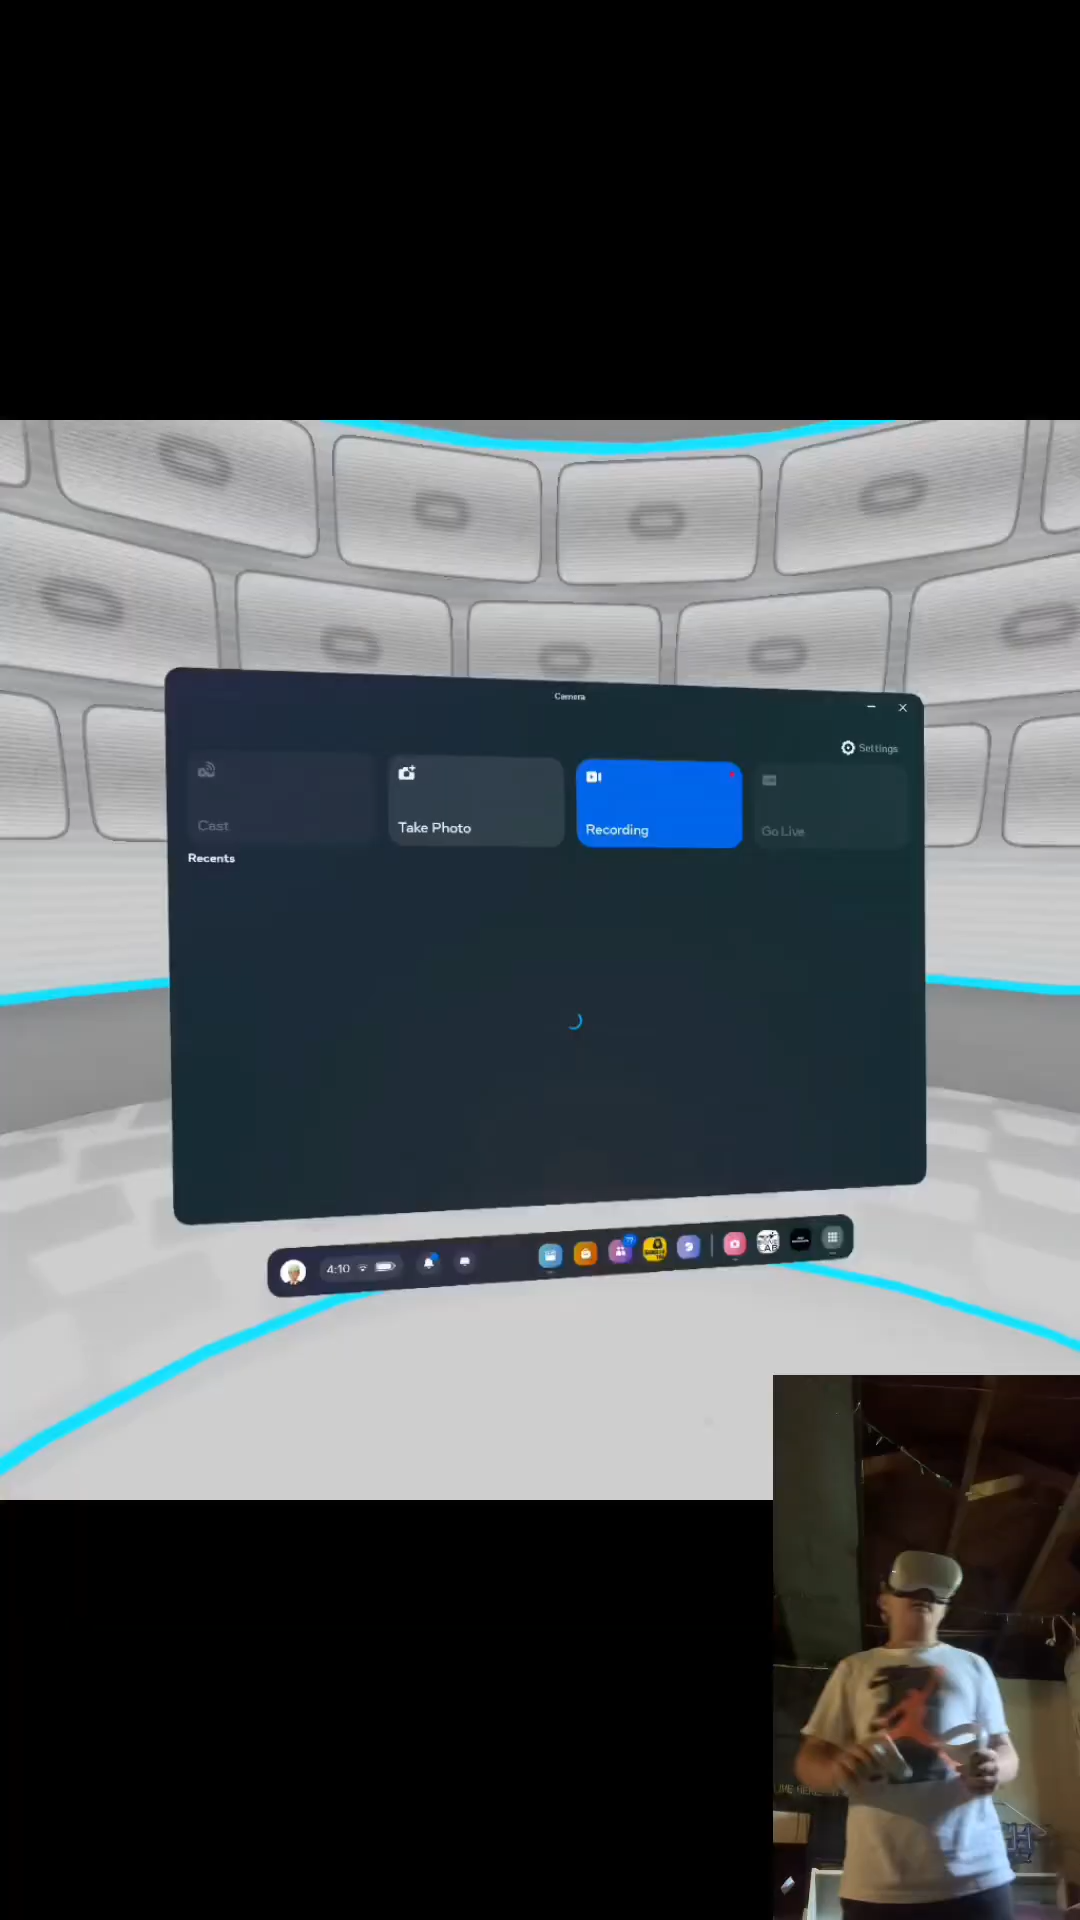 Camera
Settings
Cast
Take Photo
Recording
Go Live
Recents
4:10